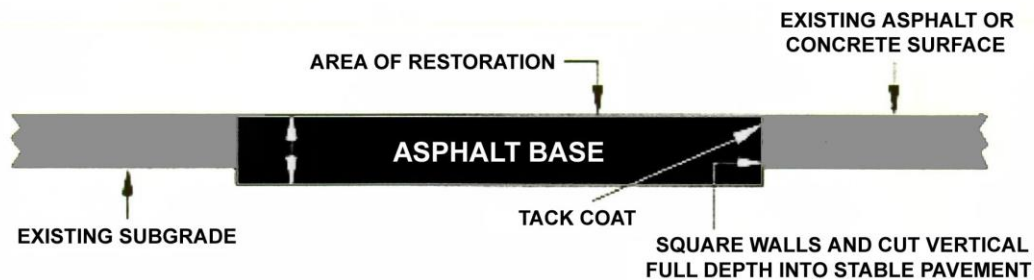 EXISTING ASPHALT OR
CONCRETE SURFACE
AREA OF RESTORATION
ASPHALT BASE
TACK COAT
EXISTING SUBGRADE
SQUARE WALLS AND CUT VERTICAL
FULL DEPTH INTO STABLE PAVEMENT